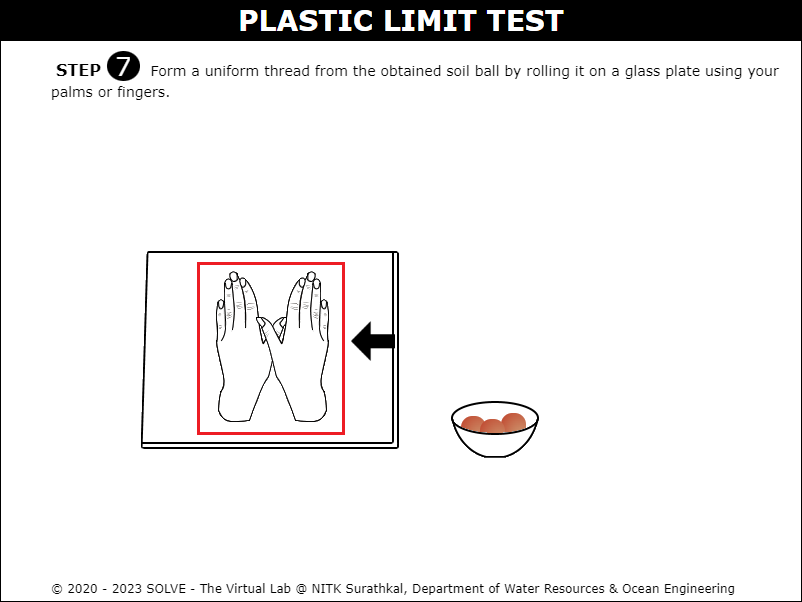 PLASTIC LIMIT TEST
STEP 7 Form a uniform thread from the obtained soil ball by rolling it on a glass plate using your
palms or fingers.
© 2020 - 2023 SOLVE - The Virtual Lab @ NITK Surathkal, Department of Water Resources & Ocean Engineering